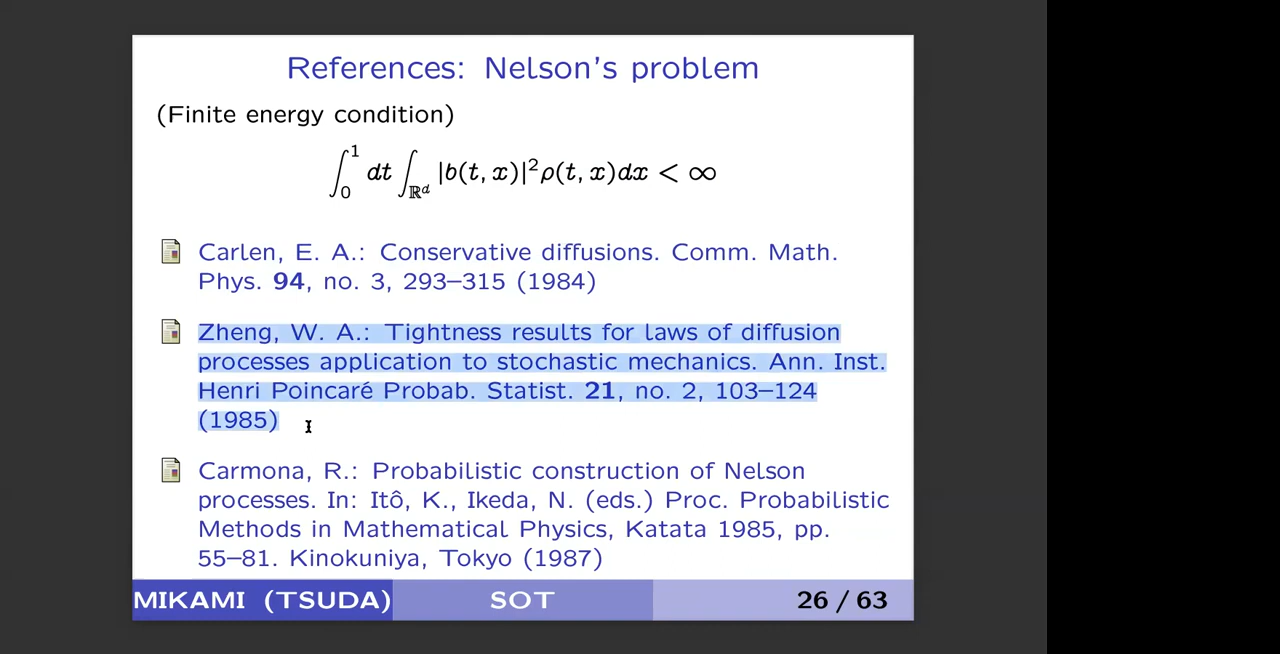 References: Nelson's problem
(Finite energy condition)
∫₀¹ dt ∫_ℝᵈ |b(t, x)|²ρ(t, x)dx < ∞
Carlen, E. A.: Conservative diffusions. Comm. Math.
Phys. 94, no. 3, 293–315 (1984)
Zheng, W. A.: Tightness results for laws of diffusion
processes application to stochastic mechanics. Ann. Inst.
Henri Poincaré Probab. Statist. 21, no. 2, 103–124
(1985)
Carmona, R.: Probabilistic construction of Nelson
processes. In: Itô, K., Ikeda, N. (eds.) Proc. Probabilistic
Methods in Mathematical Physics, Katata 1985, pp.
55–81. Kinokuniya, Tokyo (1987)
MIKAMI (TSUDA) SOT 26 / 63